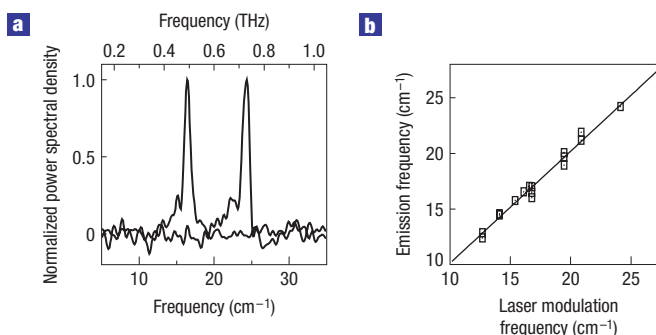 a
Frequency (THz)
0.2 0.4 0.6 0.8 1.0
Normalized power spectral density
1.0
0.5
0
10 20 30
Frequency (cm−1)
b
Emission frequency (cm−1)
25
20
15
10
10 15 20 25
Laser modulation
frequency (cm−1)